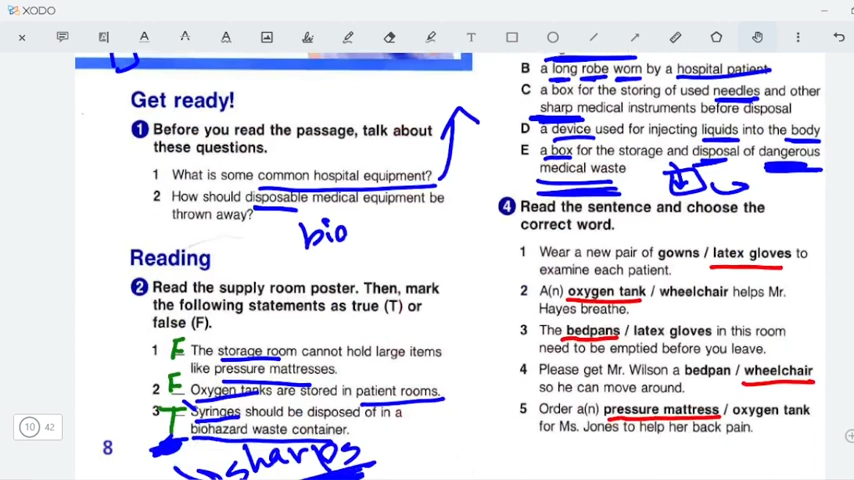 XODO
Get ready!
1 Before you read the passage, talk about
these questions.
1 What is some common hospital equipment?
2 How should disposable medical equipment be
thrown away?
bio
Reading
2 Read the supply room poster. Then, mark
the following statements as true (T) or
false (F).
1 F The storage room cannot hold large items
like pressure mattresses.
2 F Oxygen tanks are stored in patient rooms.
3 T Syringes should be disposed of in a
biohazard waste container.
sharps
8
10 42
B a long robe worn by a hospital patient
C a box for the storing of used needles and other
sharp medical instruments before disposal
D a device used for injecting liquids into the body
E a box for the storage and disposal of dangerous
medical waste
4 Read the sentence and choose the
correct word.
1 Wear a new pair of gowns / latex gloves to
examine each patient.
2 A(n) oxygen tank / wheelchair helps Mr.
Hayes breathe.
3 The bedpans / latex gloves in this room
need to be emptied before you leave.
4 Please get Mr. Wilson a bedpan / wheelchair
so he can move around.
5 Order a(n) pressure mattress / oxygen tank
for Ms. Jones to help her back pain.